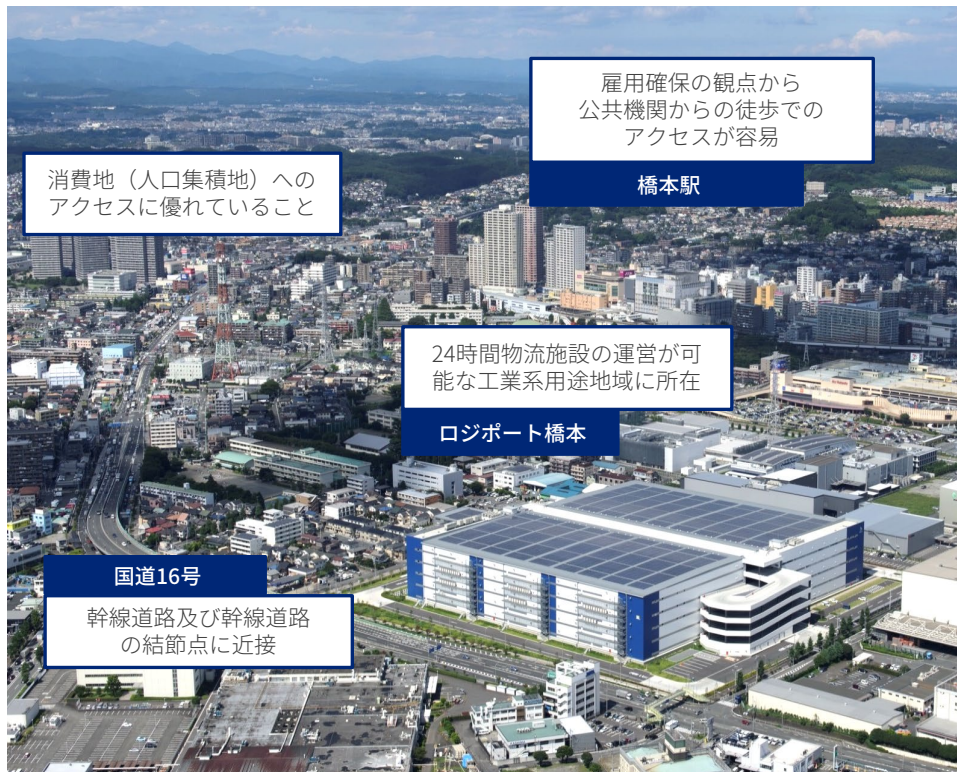 雇用確保の観点から
公共機関からの徒歩での
アクセスが容易
橋本駅
消費地（人口集積地）への
アクセスに優れていること
24時間物流施設の運営が可
能な工業系用途地域に所在
ロジポート橋本
国道16号
幹線道路及び幹線道路
の結節点に近接